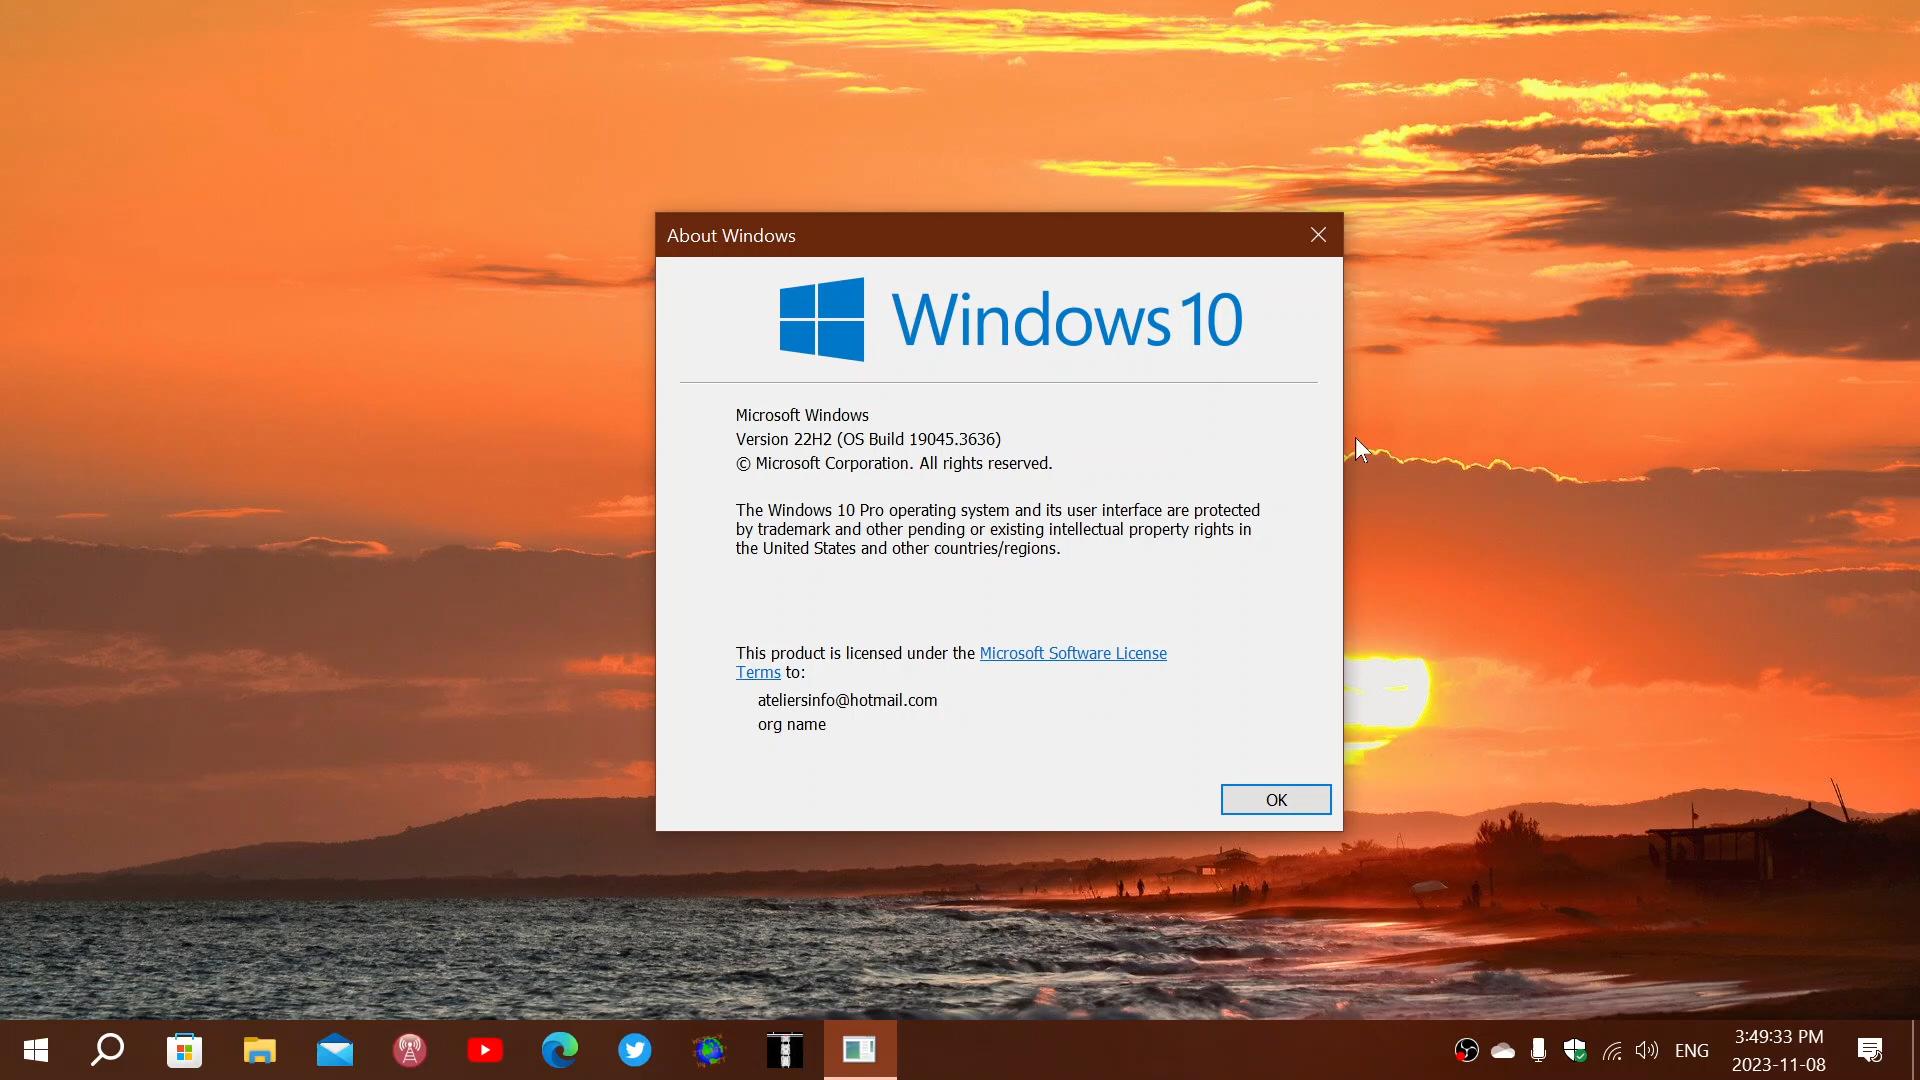 About Windows
Windows 10
Microsoft Windows
Version 22H2 (OS Build 19045.3636)
© Microsoft Corporation. All rights reserved.
The Windows 10 Pro operating system and its user interface are protected
by trademark and other pending or existing intellectual property rights in
the United States and other countries/regions.
This product is licensed under the Microsoft Software License
Terms to:
ateliersinfo@hotmail.com
org name
OK
ENG
3:49:33 PM
2023-11-08